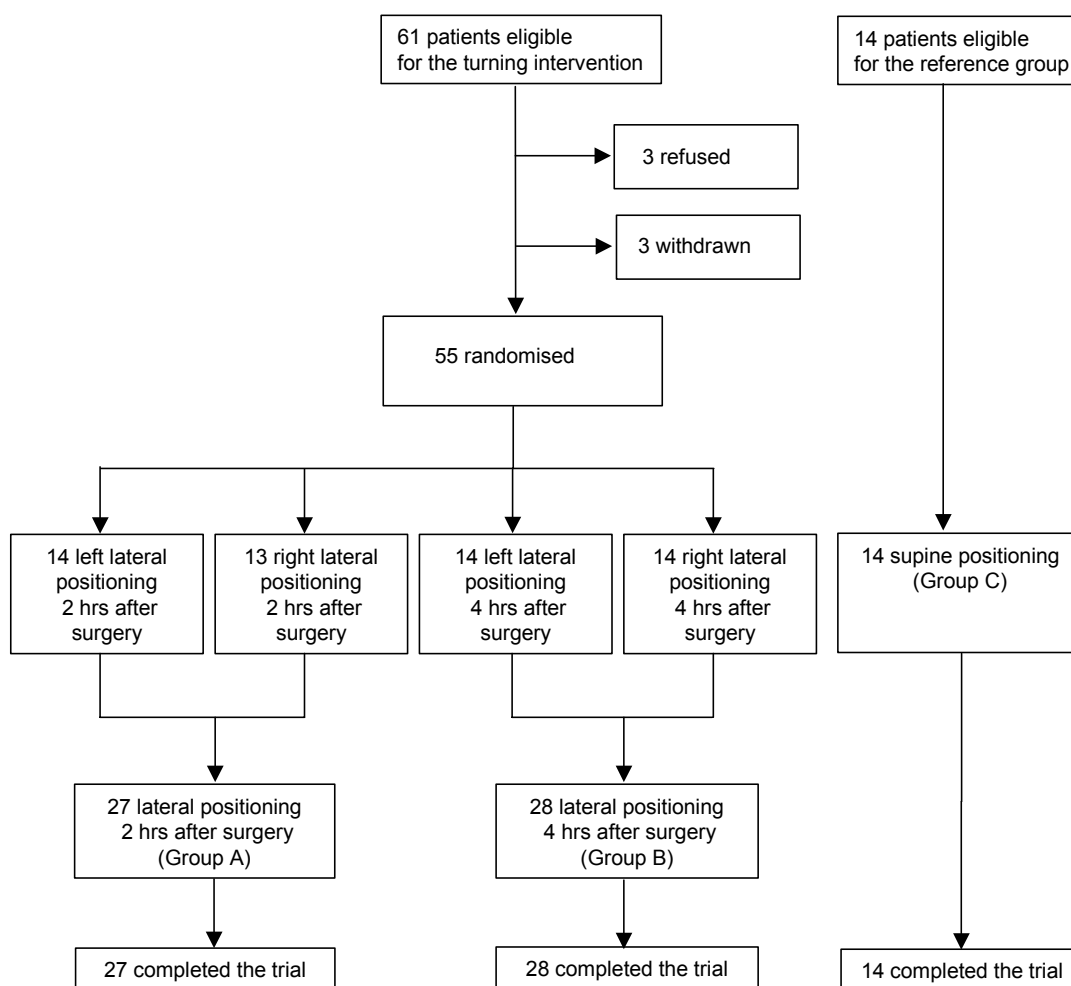 61 patients eligible
for the turning intervention
14 patients eligible
for the reference group
3 refused
3 withdrawn
55 randomised
14 left lateral
positioning
2 hrs after
surgery
13 right lateral
positioning
2 hrs after
surgery
14 left lateral
positioning
4 hrs after
surgery
14 right lateral
positioning
4 hrs after
surgery
14 supine positioning
(Group C)
27 lateral positioning
2 hrs after surgery
(Group A)
28 lateral positioning
4 hrs after surgery
(Group B)
27 completed the trial
28 completed the trial
14 completed the trial